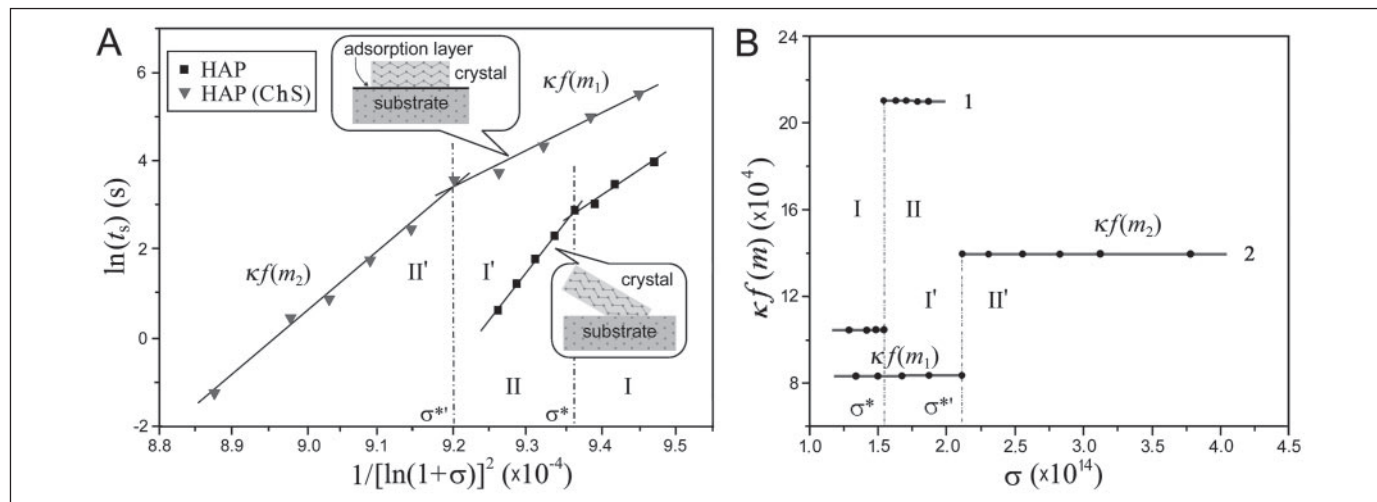 A
ln(tₛ) (s)
6
4
2
0
-2
HAP
HAP (ChS)
adsorption layer
crystal
substrate
κf(m₁)
κf(m₂)
II'
I'
crystal
substrate
II
I
σ*'
σ*
8.8
9.0
9.1
9.2
9.3
9.4
9.5
1/[ln(1+σ)]² (×10⁻⁴)
B
κf(m) (×10⁴)
24
20
16
12
8
1
I
II
κf(m₂)
2
I'
II'
κf(m₁)
σ*
σ*'
1.0
1.5
2.0
2.5
3.0
3.5
4.0
4.5
σ (×10¹⁴)